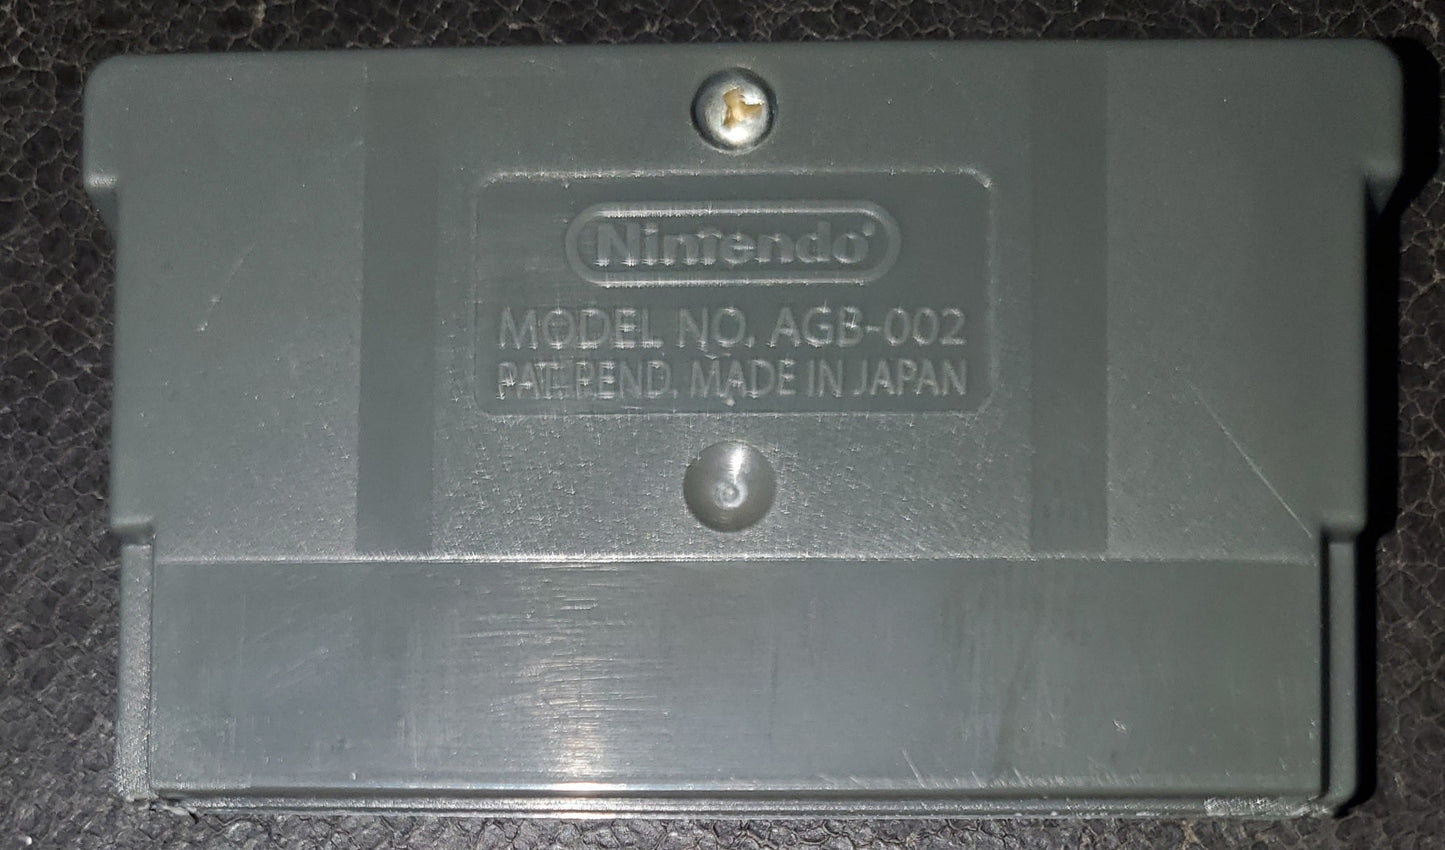 Nintendo®
MODEL NO. AGB-002
PAT. PEND. MADE IN JAPAN